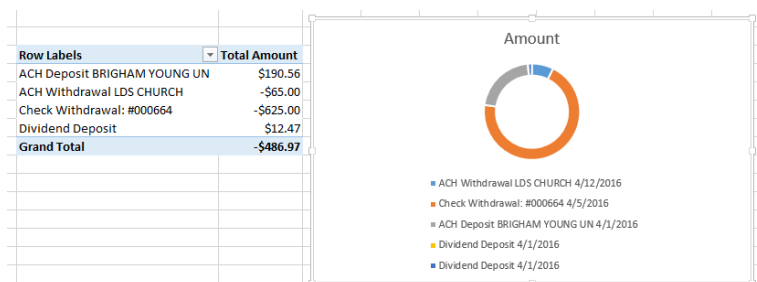 Row Labels Total Amount
ACH Deposit BRIGHAM YOUNG UN $190.56
ACH Withdrawal LDS CHURCH -$65.00
Check Withdrawal: #000664 -$625.00
Dividend Deposit $12.47
Grand Total -$486.97
Amount
ACH Withdrawal LDS CHURCH 4/12/2016
Check Withdrawal: #000664 4/5/2016
ACH Deposit BRIGHAM YOUNG UN 4/1/2016
Dividend Deposit 4/1/2016
Dividend Deposit 4/1/2016